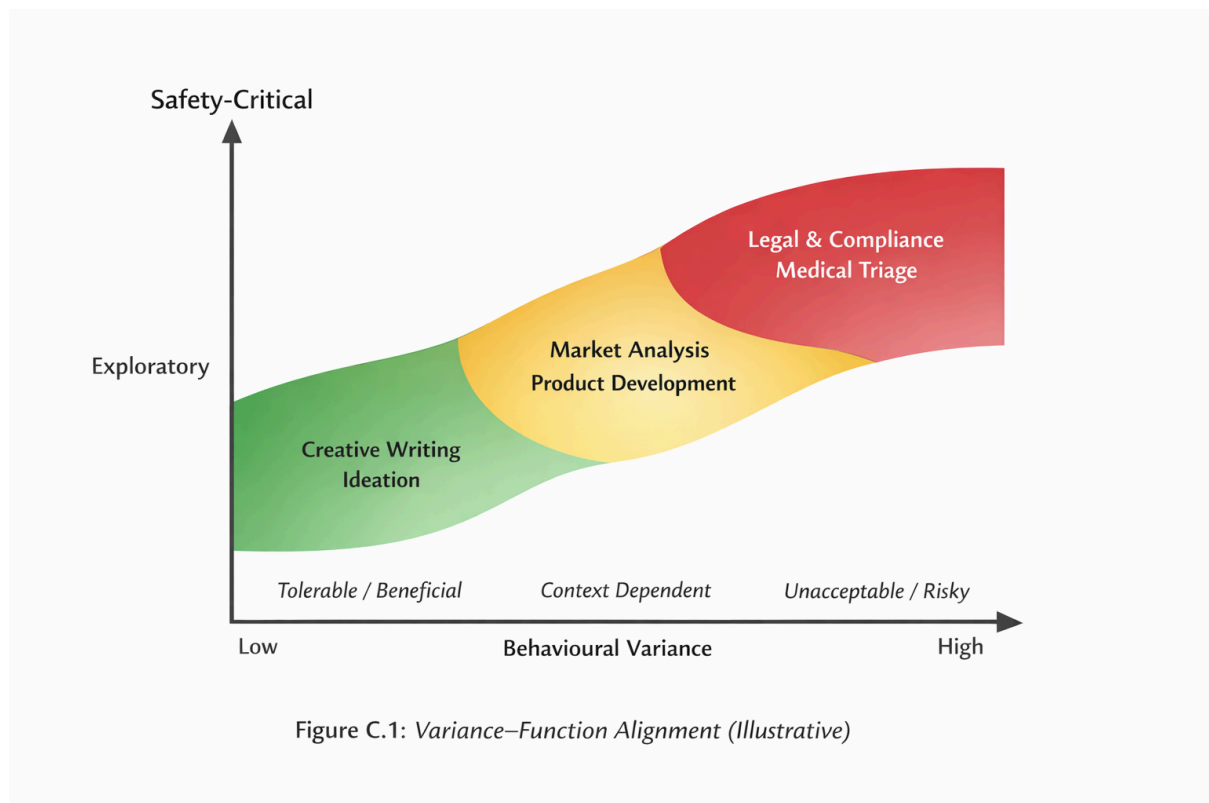 Safety-Critical
Legal & Compliance
Medical Triage
Market Analysis
Product Development
Exploratory
Creative Writing
Ideation
Tolerable / Beneficial
Context Dependent
Unacceptable / Risky
Low
Behavioural Variance
High
Figure C.1: Variance–Function Alignment (Illustrative)